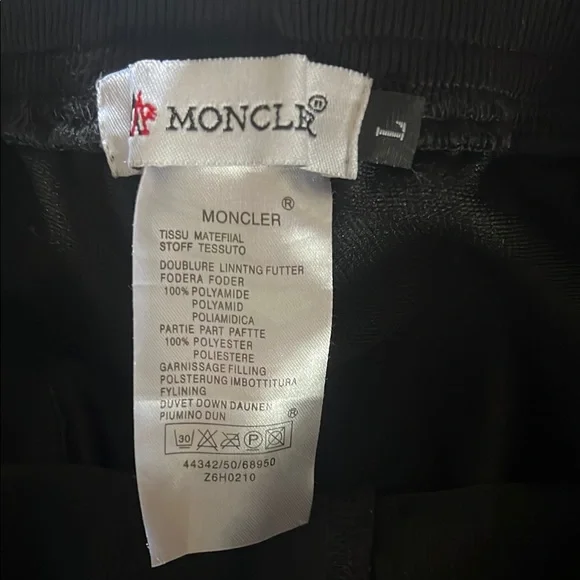 MONCLER ®
L
®
MONCLER
TISSU MATEFIIAL
STOFF TESSUTO
DOUBLURE LINNTNG FUTTER
FODERA FODER
100% POLYAMIDE
POLYAMID
POLIAMIDICA
PARTIE PART PAFTTE
100% POLYESTER
POLIESTERE
GARNISSAGE FILLING
POLSTERUNG IMBOTTITURA
FYLINING
DUVET DOWN DAUNEN
PIUMINO DUN
®
30 P
44342/50/68950
Z6H0210